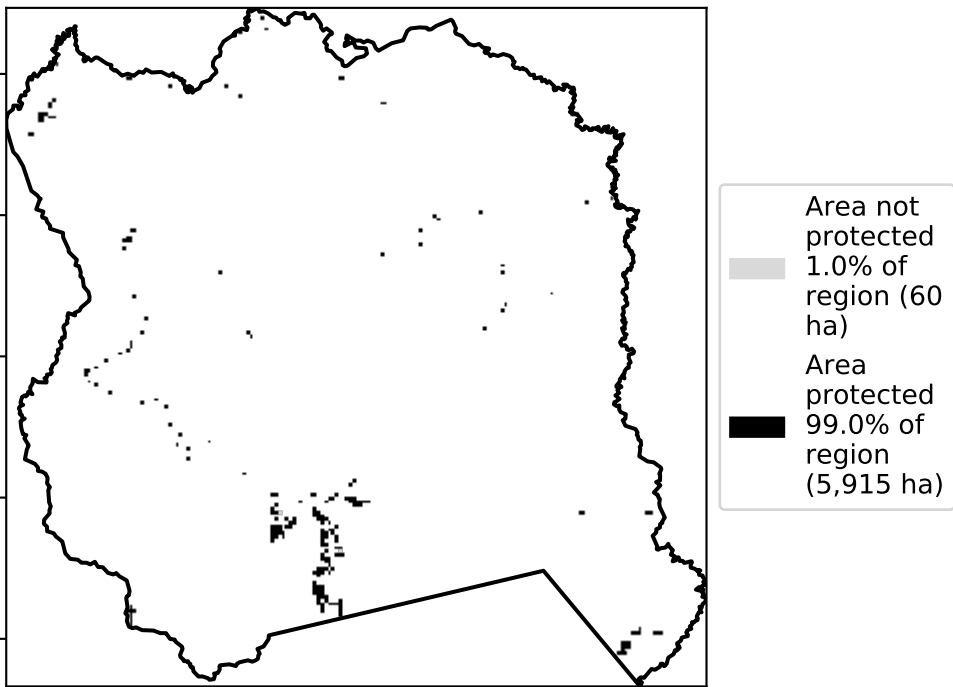 Area not
protected
1.0% of
region (60
ha)
Area
protected
99.0% of
region
(5,915 ha)